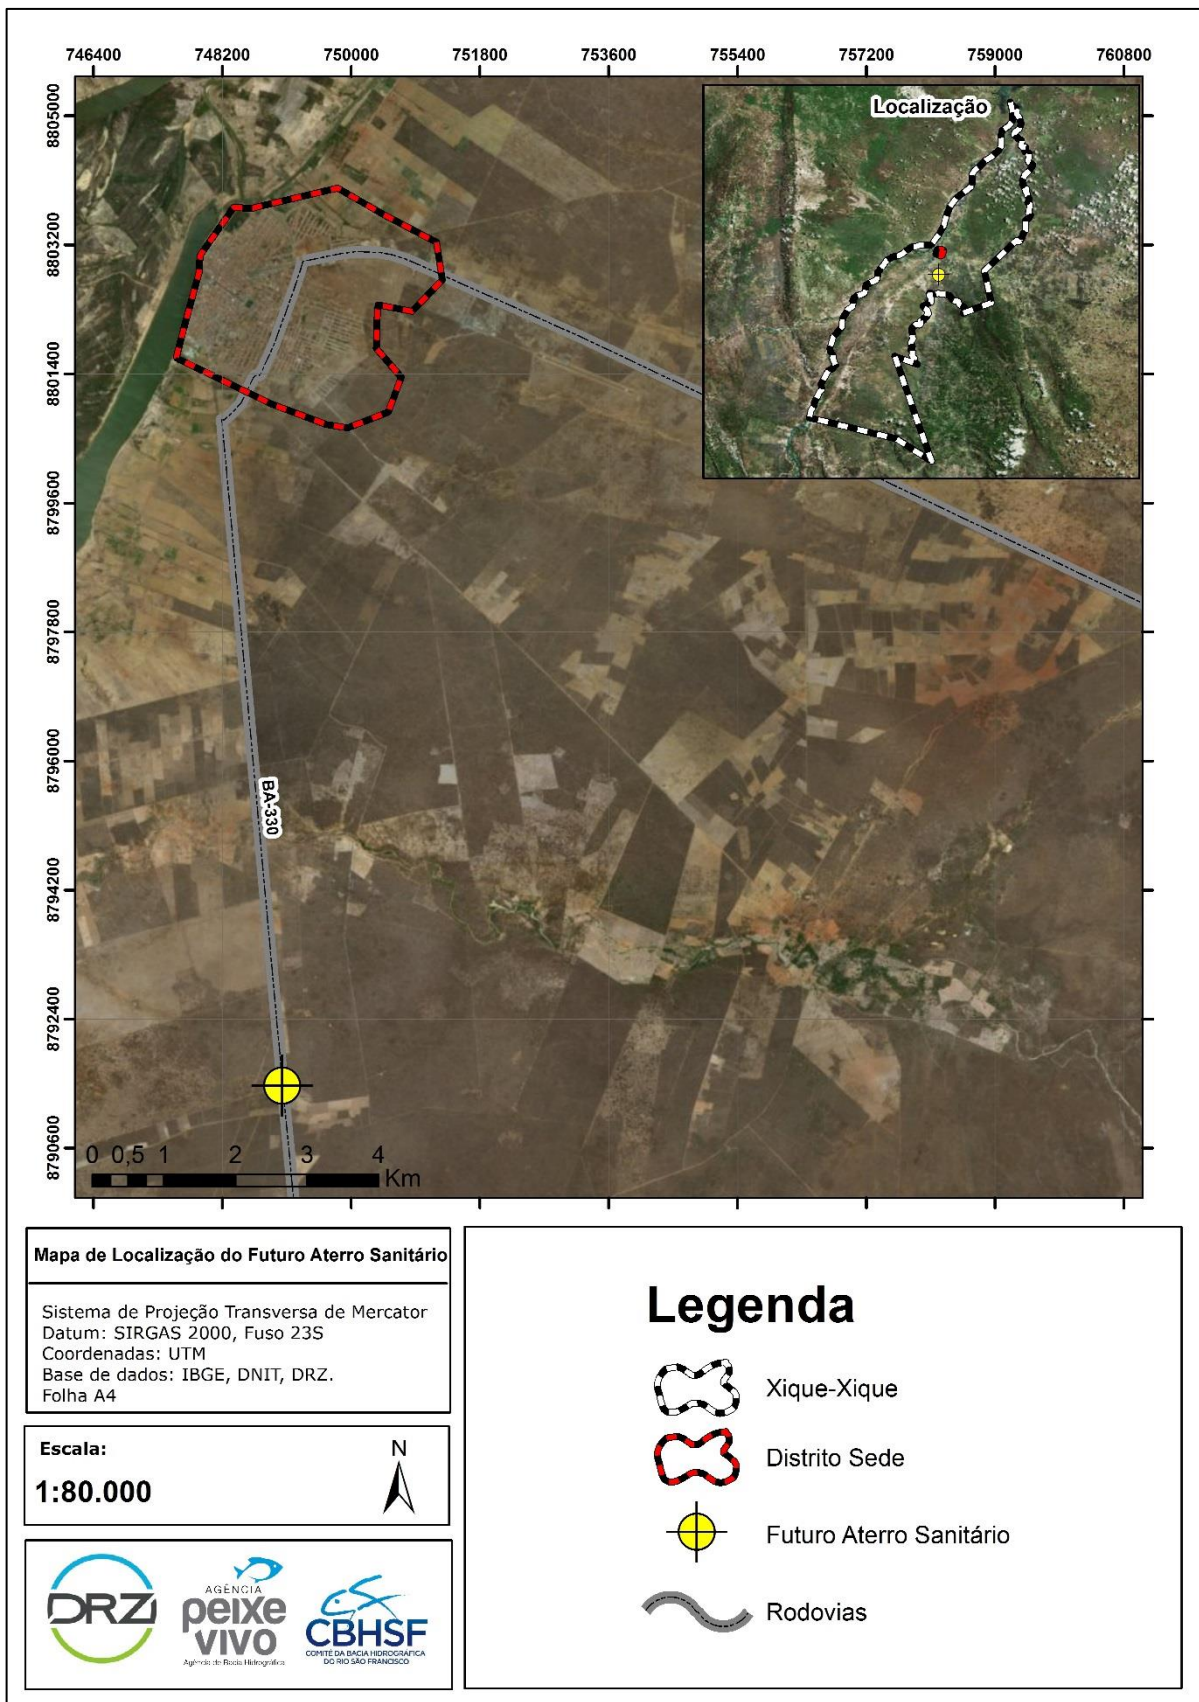 746400 748200 750000 751800 753600 755400 757200 759000 760800
8805000
8803200
8801400
8799600
8797800
8796000
8794200
8792400
8790600
Localização
BA-330
0 0,5 1 2 3 4
Km
Mapa de Localização do Futuro Aterro Sanitário
Sistema de Projeção Transversa de Mercator
Datum: SIRGAS 2000, Fuso 23S
Coordenadas: UTM
Base de dados: IBGE, DNIT, DRZ.
Folha A4
Escala:
1:80.000
N
DRZ
AGÊNCIA
peixe
vivo
Agência de Bacia Hidrográfica
CBHSF
COMITÊ DA BACIA HIDROGRÁFICA
DO RIO SÃO FRANCISCO
Legenda
Xique-Xique
Distrito Sede
Futuro Aterro Sanitário
Rodovias